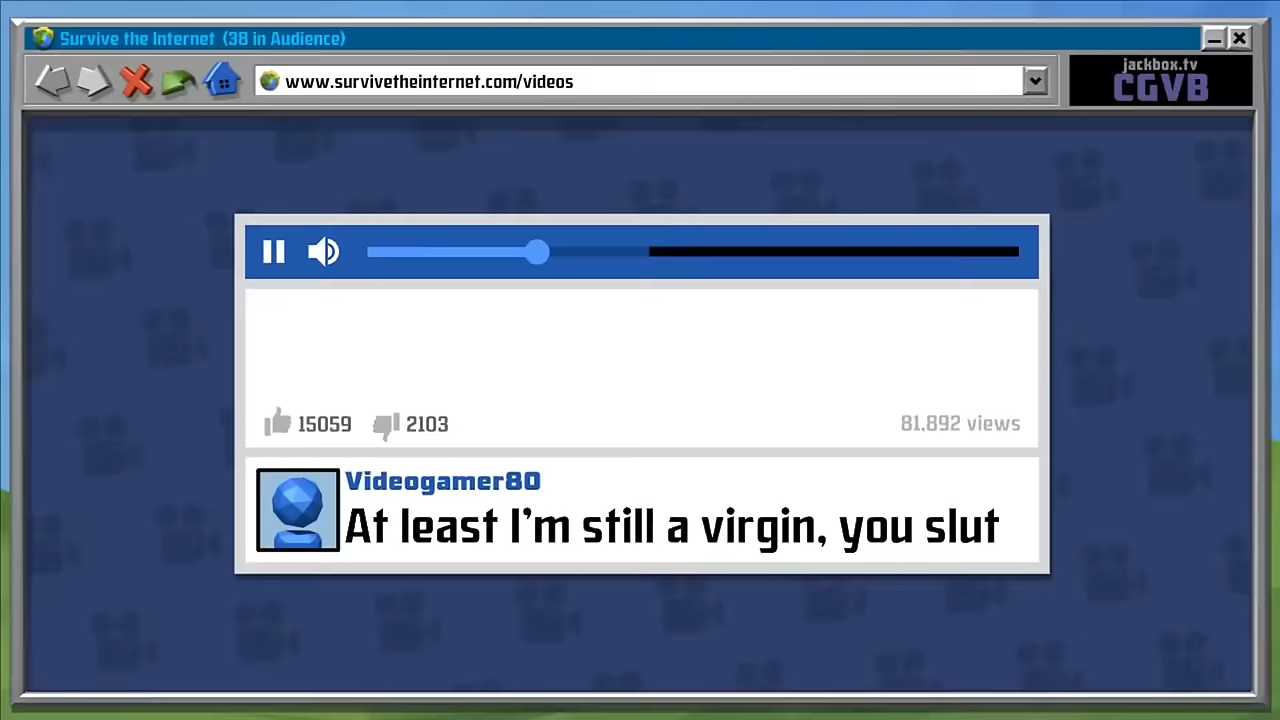 Survive the Internet (38 in Audience)
www.survivetheinternet.com/videos
jackbox.tv
CGVB
15059 2103 81,892 views
Videogamer80
At least I'm still a virgin, you slut